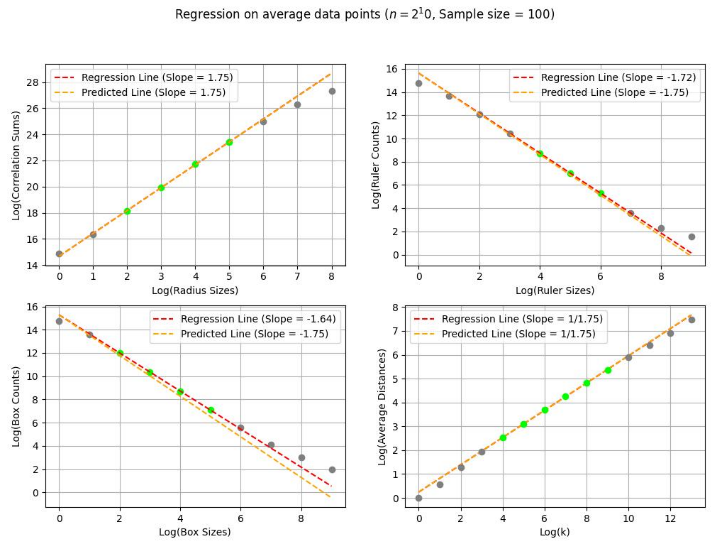 Regression on average data points (n = 2¹0, Sample size = 100)
Log(Correlation Sums)
28
26
24
22
20
18
16
14
Regression Line (Slope = 1.75)
Predicted Line (Slope = 1.75)
0 1 2 3 4 5 6 7 8
Log(Radius Sizes)
Log(Ruler Counts)
16
14
12
10
8
6
4
2
0
Regression Line (Slope = -1.72)
Predicted Line (Slope = -1.75)
0 2 4 6 8
Log(Ruler Sizes)
Log(Box Counts)
16
14
12
10
8
6
4
2
0
Regression Line (Slope = -1.64)
Predicted Line (Slope = -1.75)
0 2 4 6 8
Log(Box Sizes)
Log(Average Distances)
8
7
6
5
4
3
2
1
0
Regression Line (Slope = 1/1.75)
Predicted Line (Slope = 1/1.75)
0 2 4 6 8 10 12
Log(k)